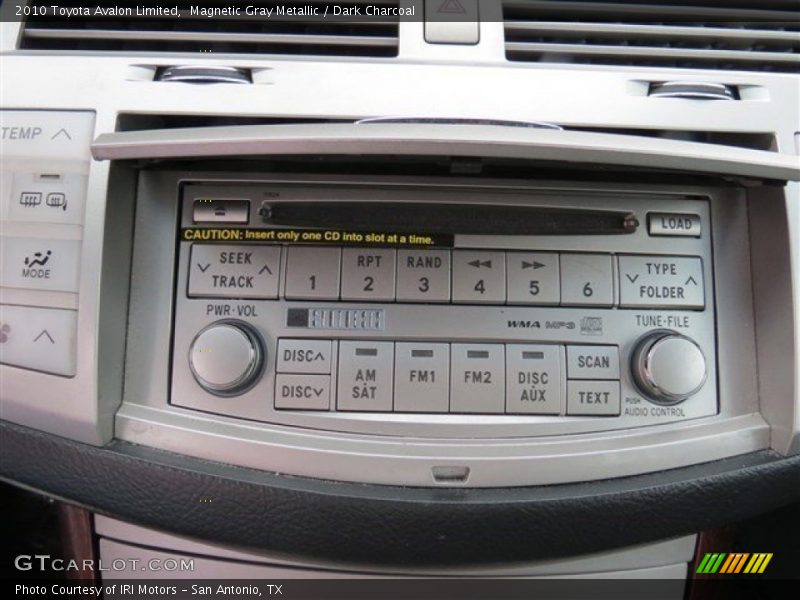 2010 Toyota Avalon Limited, Magnetic Gray Metallic / Dark Charcoal
TEMP
MODE
LOAD
CAUTION: Insert only one CD into slot at a time.
SEEK
TRACK
1
RPT
2
RAND
3
4
5
6
TYPE
FOLDER
PWR·VOL
WMA MP3
TUNE·FILE
DISC
DISC
AM
SAT
FM1
FM2
DISC
AUX
SCAN
TEXT
PUSH
AUDIO CONTROL
GTCARLOT.COM
Photo Courtesy of IRI Motors – San Antonio, TX